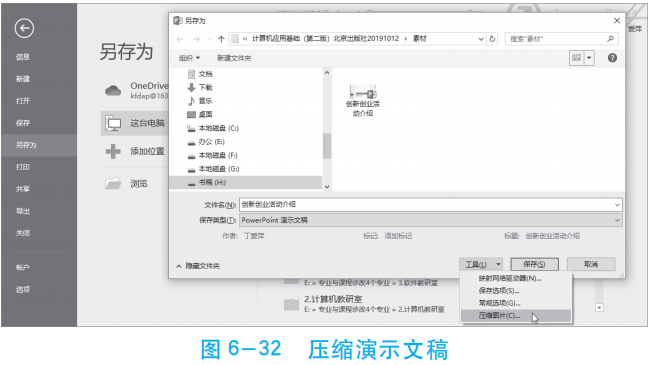 另存为
« 计算机应用基础（第二版）北京出版社20191012 › 素材
搜索"素材"
组织 新建文件夹
信息
新建
打开
保存
另存为
打印
共享
导出
关闭
帐户
选项
另存为
OneDrive
kfdap@163
这台电脑
添加位置
浏览
文档
下载
音乐
桌面
本地磁盘 (C:)
办公 (E:)
本地磁盘 (F:)
本地磁盘 (G:)
书稿 (H:)
创新创业活
动介绍
文件名(N): 创新创业活动介绍
保存类型(T): PowerPoint 演示文稿
作者: 丁爱萍 标记: 添加标记 标题: 创新创业活动介绍
隐藏文件夹 工具(L) 保存(S) 取消
映射网络驱动器(N)...
保存选项(S)...
常规选项(G)...
压缩图片(C)...
E: » 专业与课程诊改4个专业 » 3.软件教研室
2.计算机教研室
E: » 专业与课程诊改4个专业 » 2.计算机教研室
图 6-32 压缩演示文稿